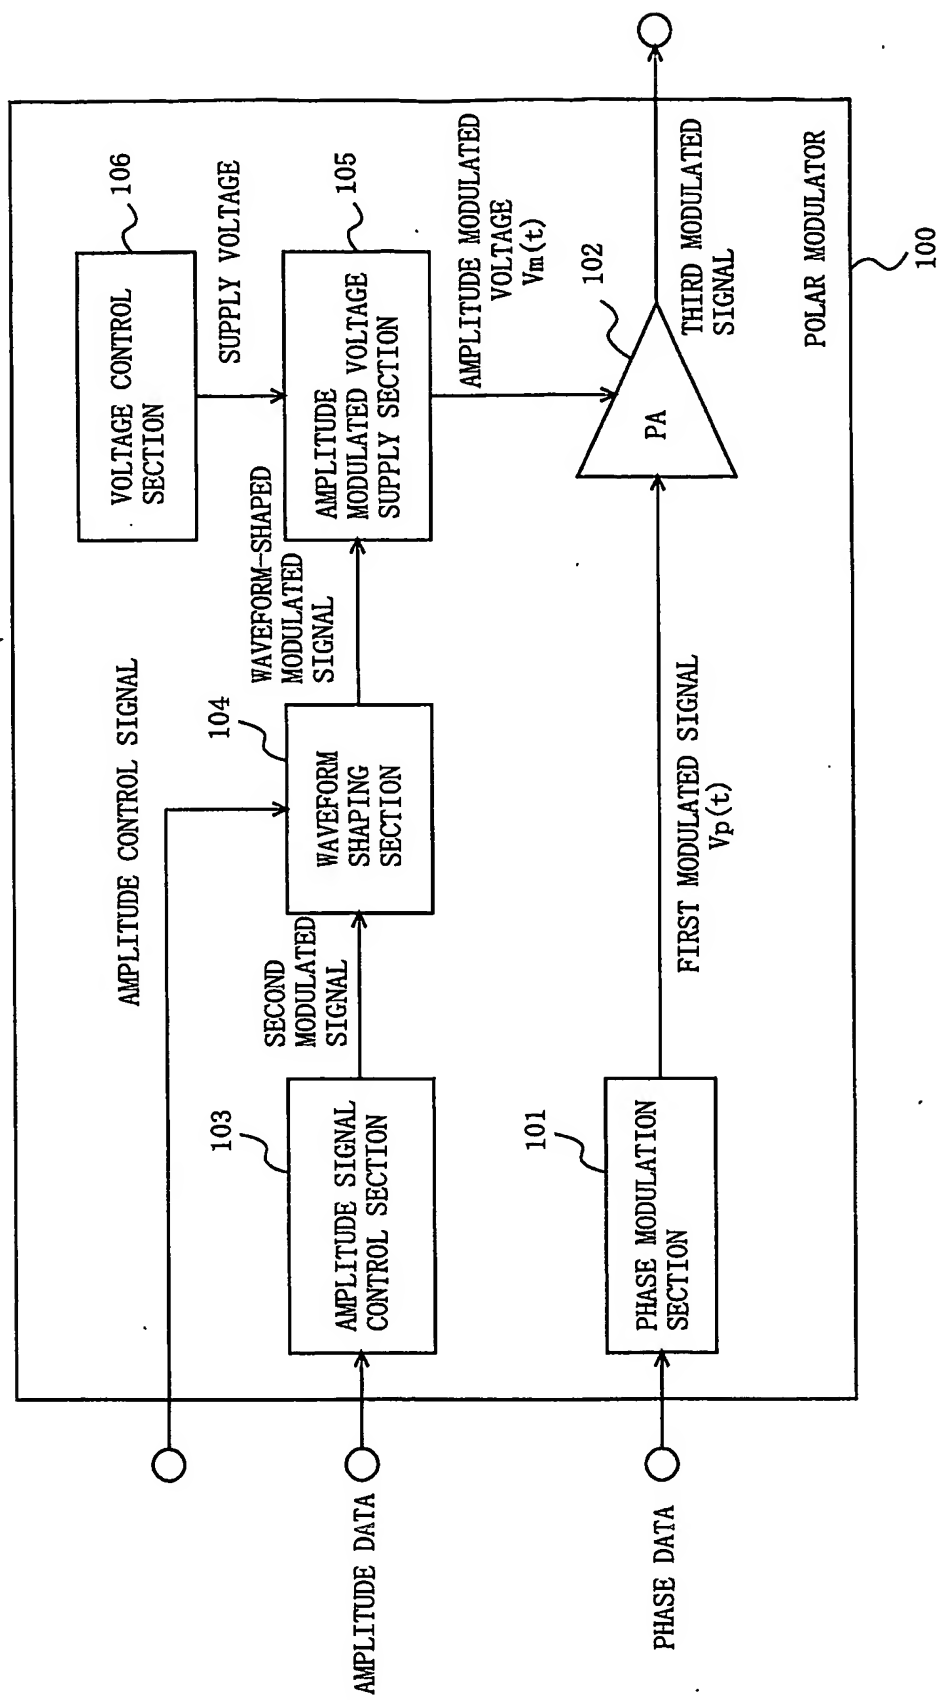 AMPLITUDE CONTROL SIGNAL
106
VOLTAGE CONTROL
SECTION
SUPPLY VOLTAGE
AMPLITUDE DATA
103
AMPLITUDE SIGNAL
CONTROL SECTION
SECOND
MODULATED
SIGNAL
104
WAVEFORM
SHAPING
SECTION
WAVEFORM-SHAPED
MODULATED
SIGNAL
105
AMPLITUDE
MODULATED VOLTAGE
SUPPLY SECTION
AMPLITUDE MODULATED
VOLTAGE
Vm(t)
PHASE DATA
101
PHASE MODULATION
SECTION
FIRST MODULATED SIGNAL
Vp(t)
102
PA
THIRD MODULATED
SIGNAL
POLAR MODULATOR
100